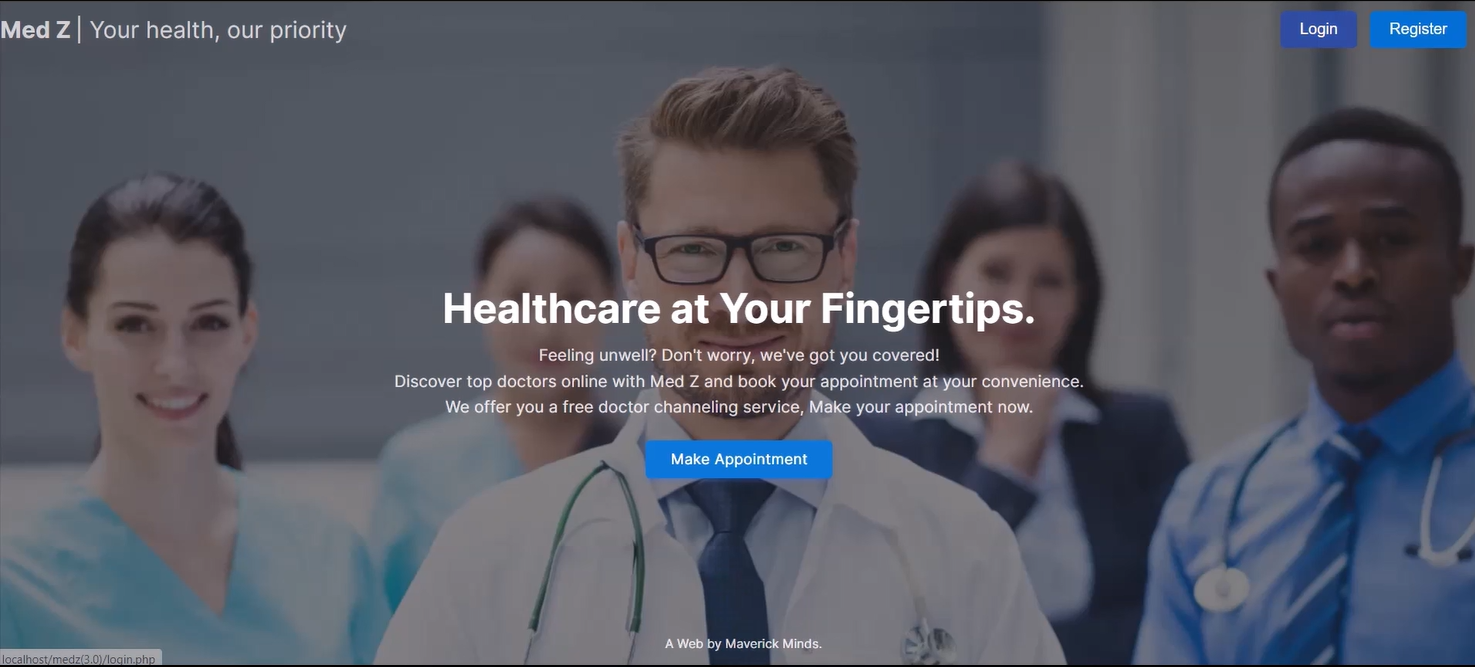 Med Z | Your health, our priority
Login
Register
Healthcare at Your Fingertips.
Feeling unwell? Don't worry, we've got you covered!
Discover top doctors online with Med Z and book your appointment at your convenience.
We offer you a free doctor channeling service, Make your appointment now.
Make Appointment
A Web by Maverick Minds.
localhost/medz(3.0)/login.php